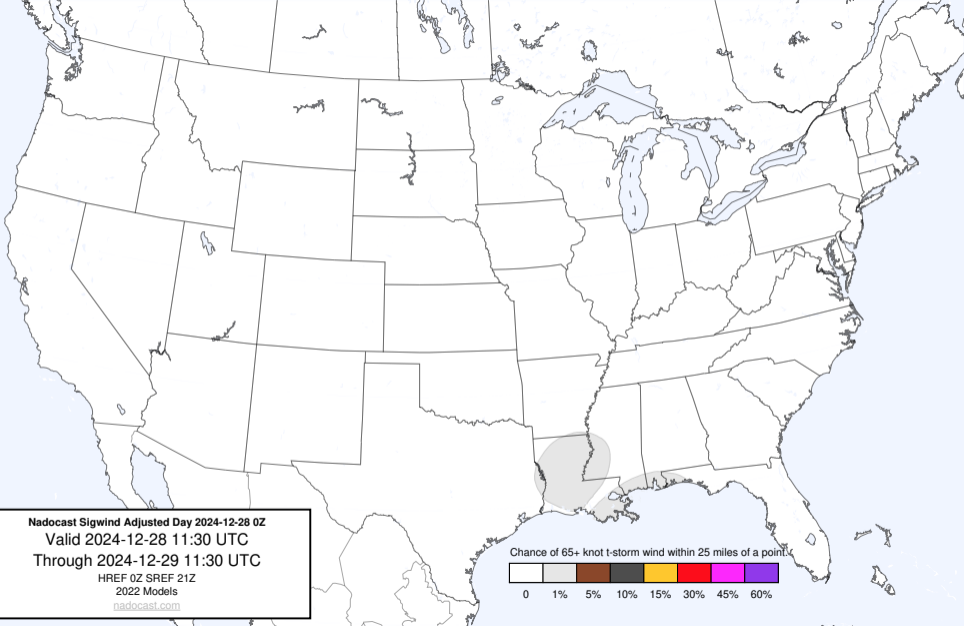 Nadocast Sigwind Adjusted Day 2024-12-28 0Z
Valid 2024-12-28 11:30 UTC
Through 2024-12-29 11:30 UTC
HREF 0Z SREF 21Z
2022 Models
nadocast.com
Chance of 65+ knot t-storm wind within 25 miles of a point.
0 1% 5% 10% 15% 30% 45% 60%